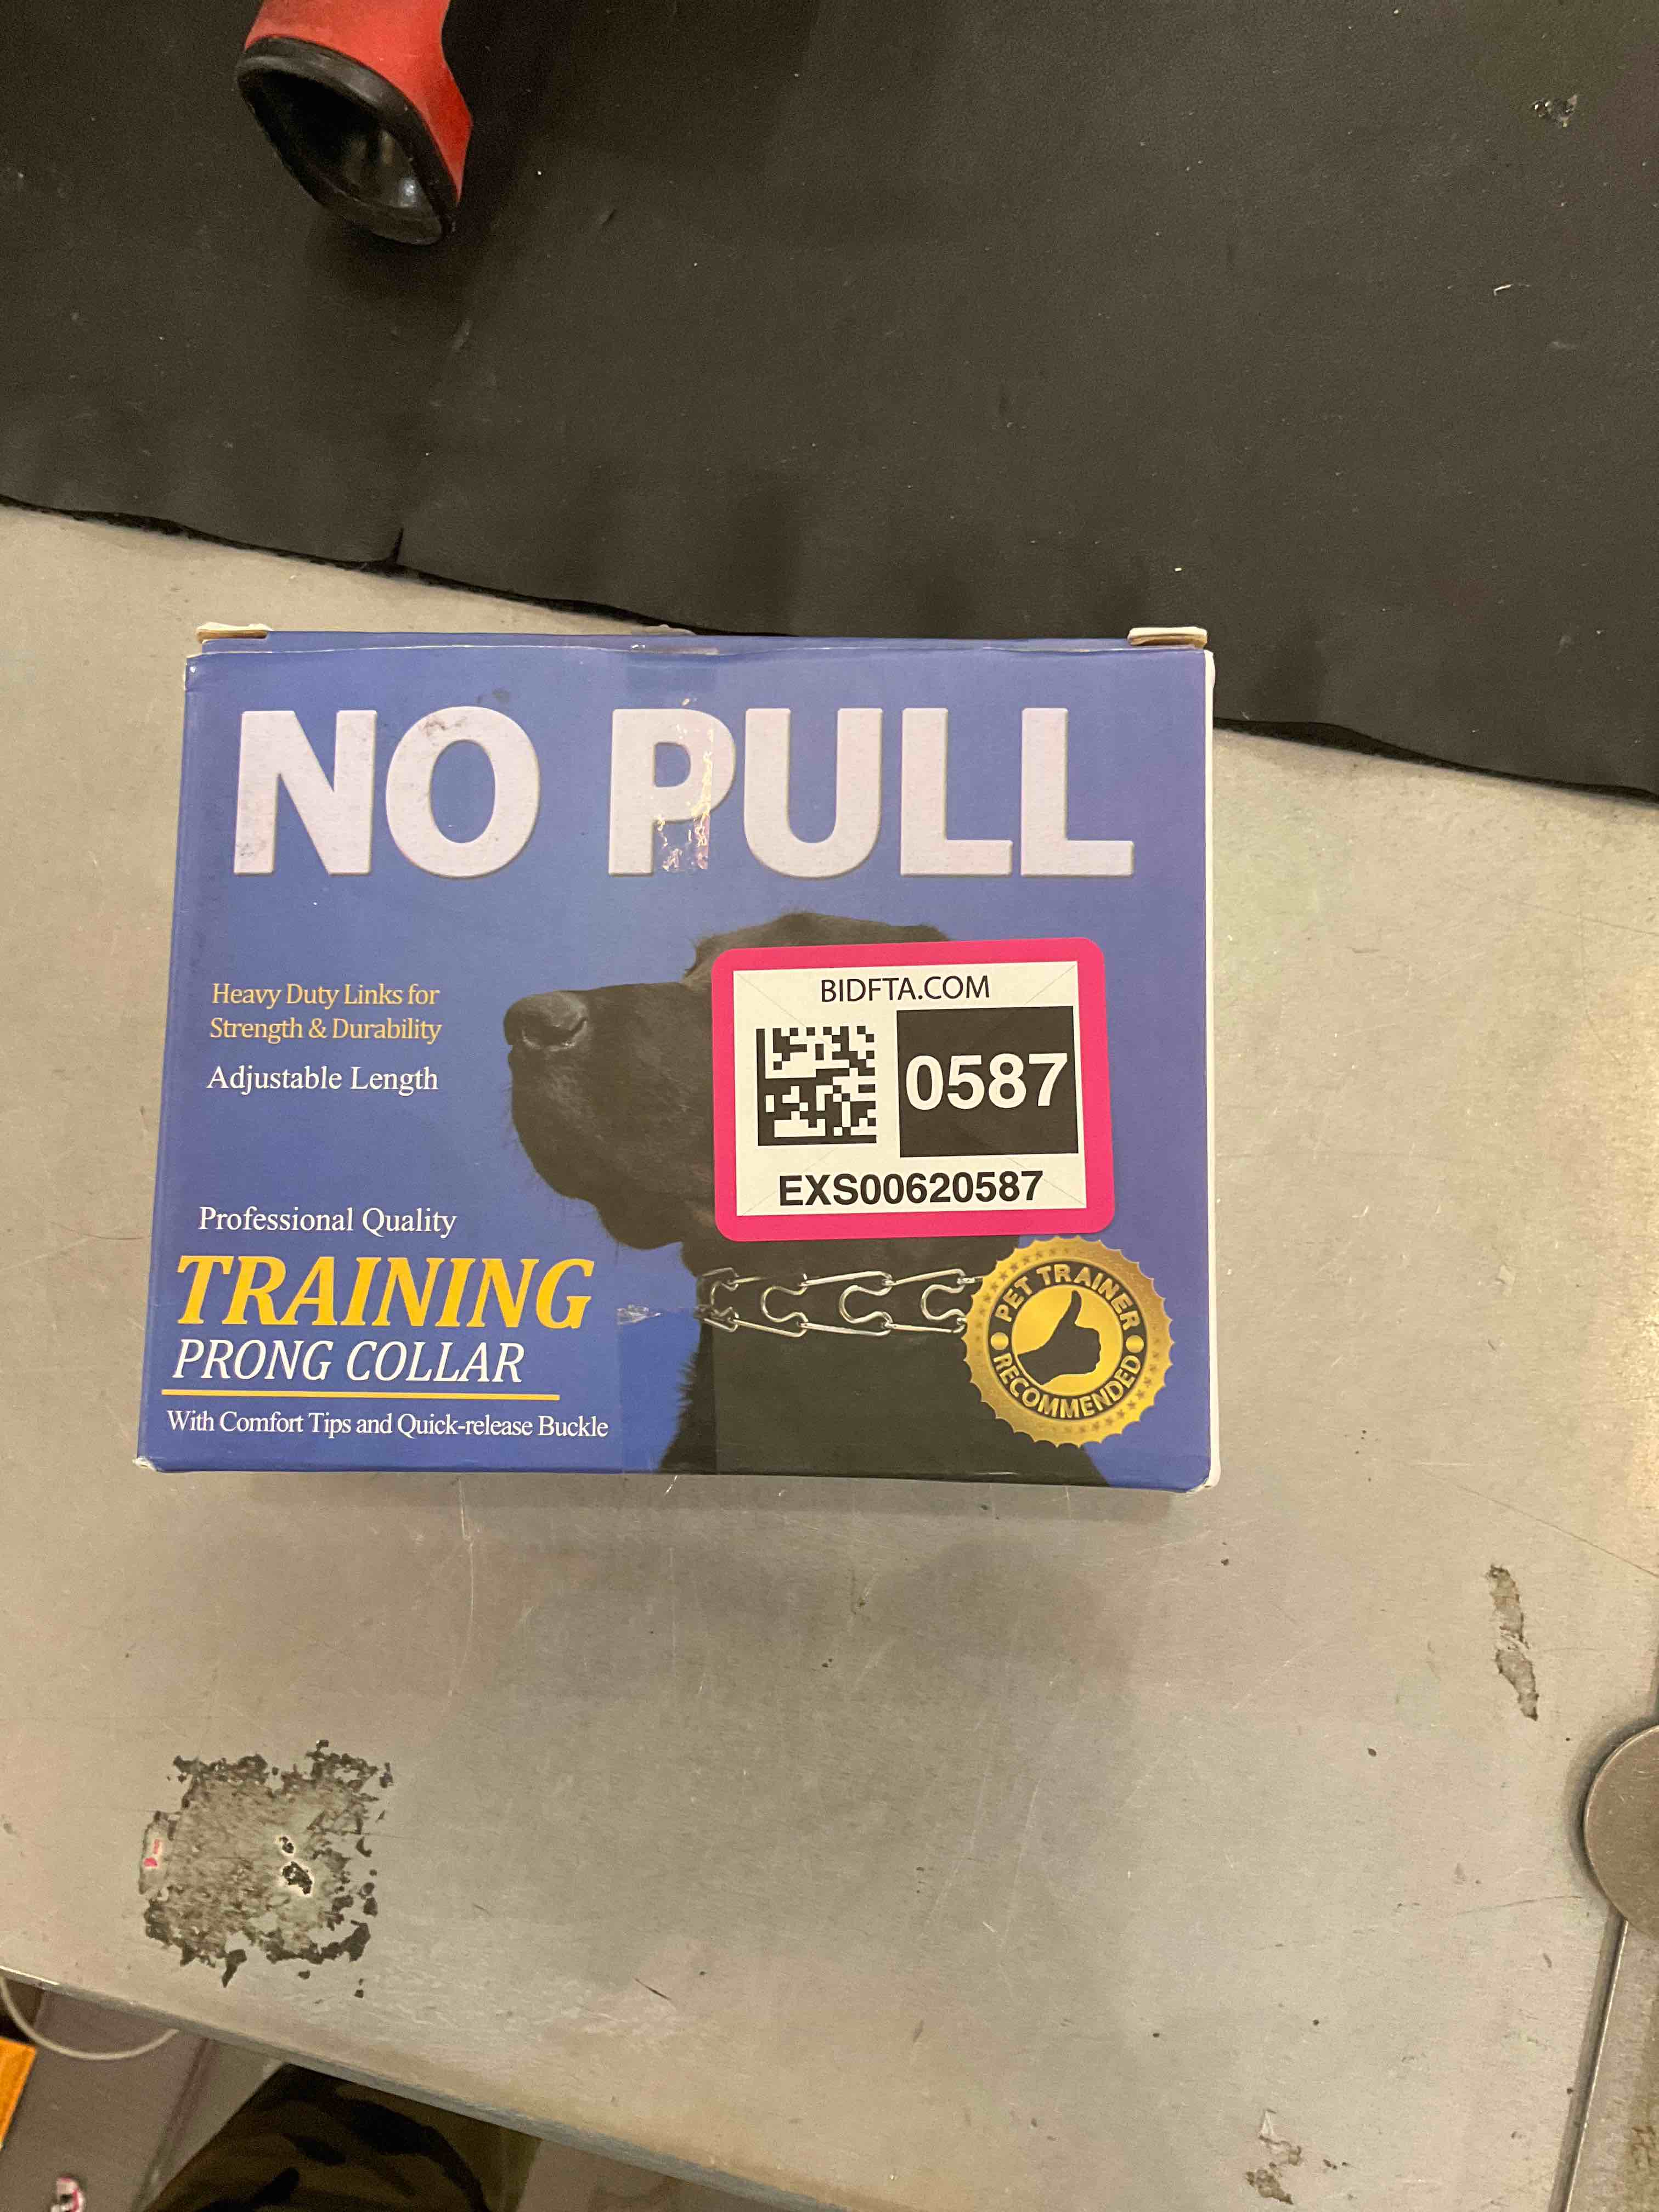 NO PULL
Heavy Duty Links for
Strength & Durability
Adjustable Length
BIDFTA.COM
0587
EXS00620587
Professional Quality
TRAINING
PRONG COLLAR
With Comfort Tips and Quick-release Buckle
PET TRAINER
RECOMMENDED